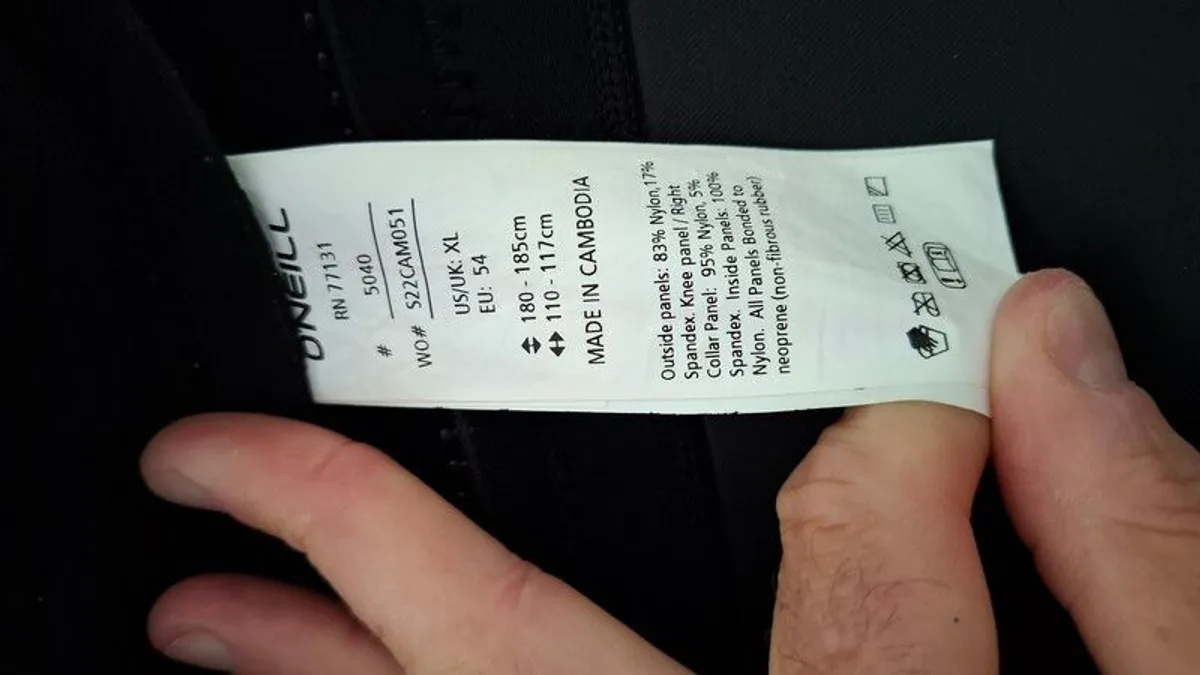 O'NEILL
RN 77131
# 5040
WO# S22CAM051
US/UK: XL
EU: 54
180 - 185cm
110 - 117cm
MADE IN CAMBODIA
Outside panels: 83% Nylon,17%
Spandex. Knee panel / Right
Collar Panel: 95% Nylon, 5%
Spandex. Inside Panels: 100%
Nylon. All Panels Bonded to
neoprene (non-fibrous rubber)